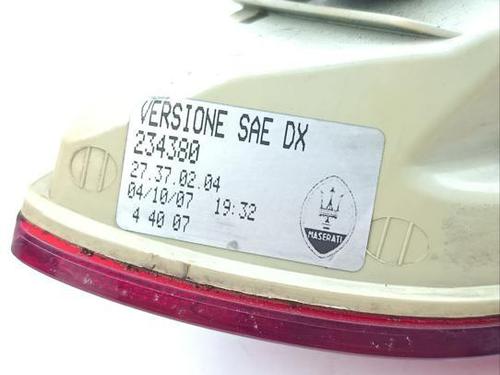 VERSIONE SAE DX
234380
27.37.02.04
04/10/07 19:32
4 40 07
MASERATI